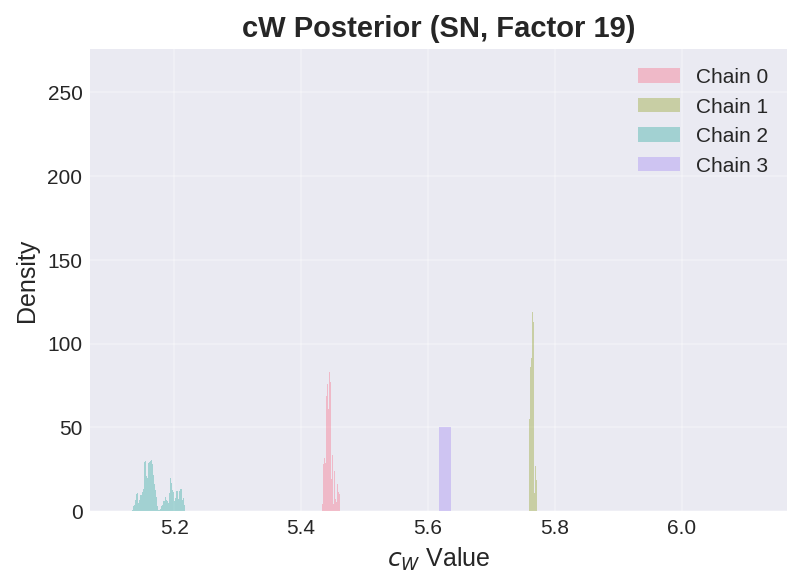 cW Posterior (SN, Factor 19)
Chain 0
Chain 1
Chain 2
Chain 3
250
200
150
100
50
0
Density
5.2 5.4 5.6 5.8 6.0
c_W Value